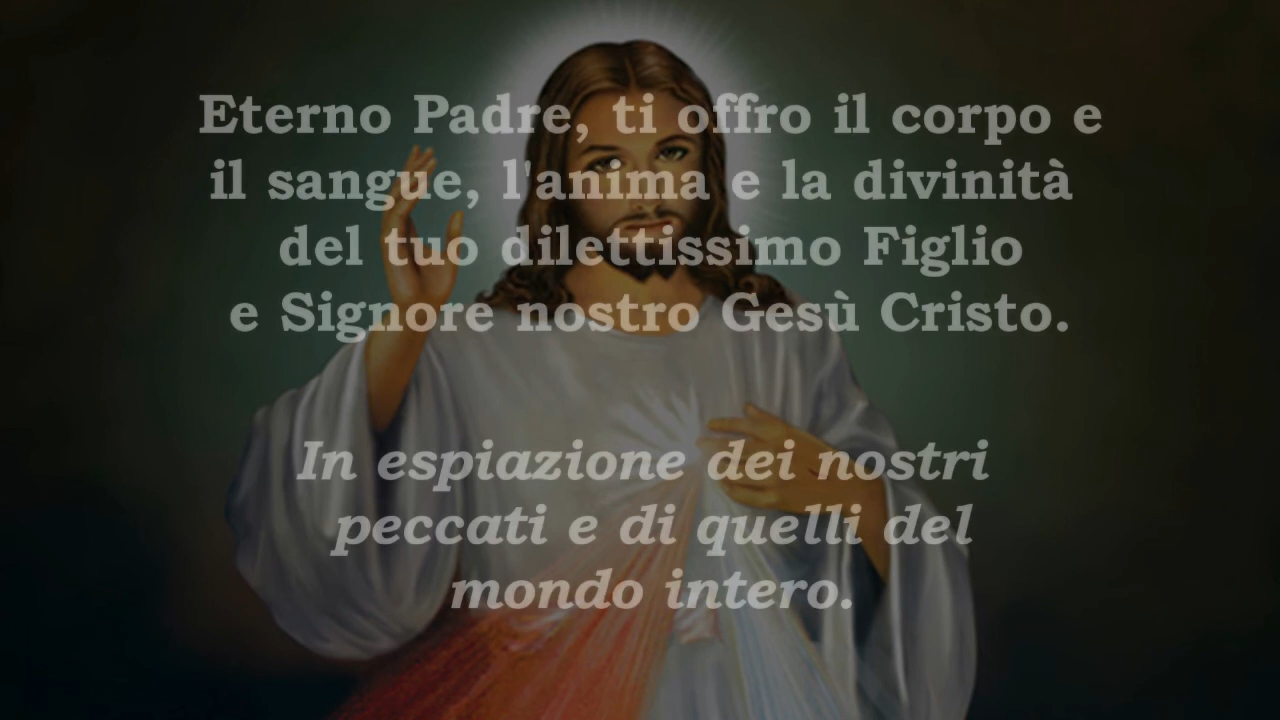 Eterno Padre, ti offro il corpo e
il sangue, l'anima e la divinità
del tuo dilettissimo Figlio
e Signore nostro Gesù Cristo.
In espiazione dei nostri
peccati e di quelli del
mondo intero.